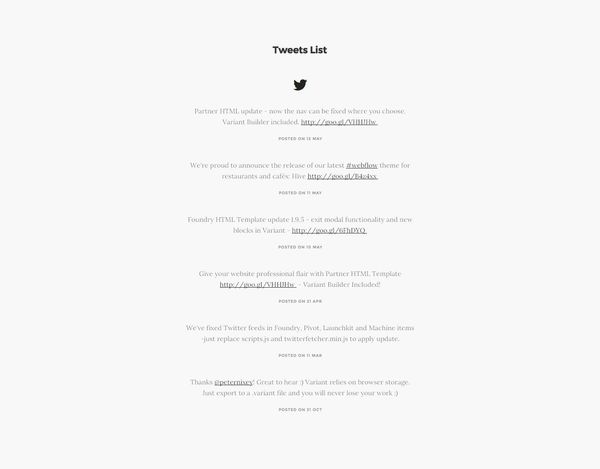 Tweets List
Partner HTML update - now the nav can be fixed where you choose.
Variant Builder included. http://goo.gl/VHHJHw
POSTED ON 13 MAY
We're proud to announce the release of our latest #webflow theme for
restaurants and cafés: Hive http://goo.gl/B4z4xx
POSTED ON 11 MAY
Foundry HTML Template update 1.9.5 - exit modal functionality and new
blocks in Variant - http://goo.gl/6FhDYQ
POSTED ON 10 MAY
Give your website professional flair with Partner HTML Template
http://goo.gl/VHHJHw - Variant Builder Included!
POSTED ON 21 APR
We've fixed Twitter feeds in Foundry, Pivot, Launchkit and Machine items
-just replace scripts.js and twitterfetcher.min.js to apply update.
POSTED ON 11 MAR
Thanks @peternixey! Great to hear :) Variant relies on browser storage.
Just export to a .variant file and you will never lose your work ;)
POSTED ON 31 OCT